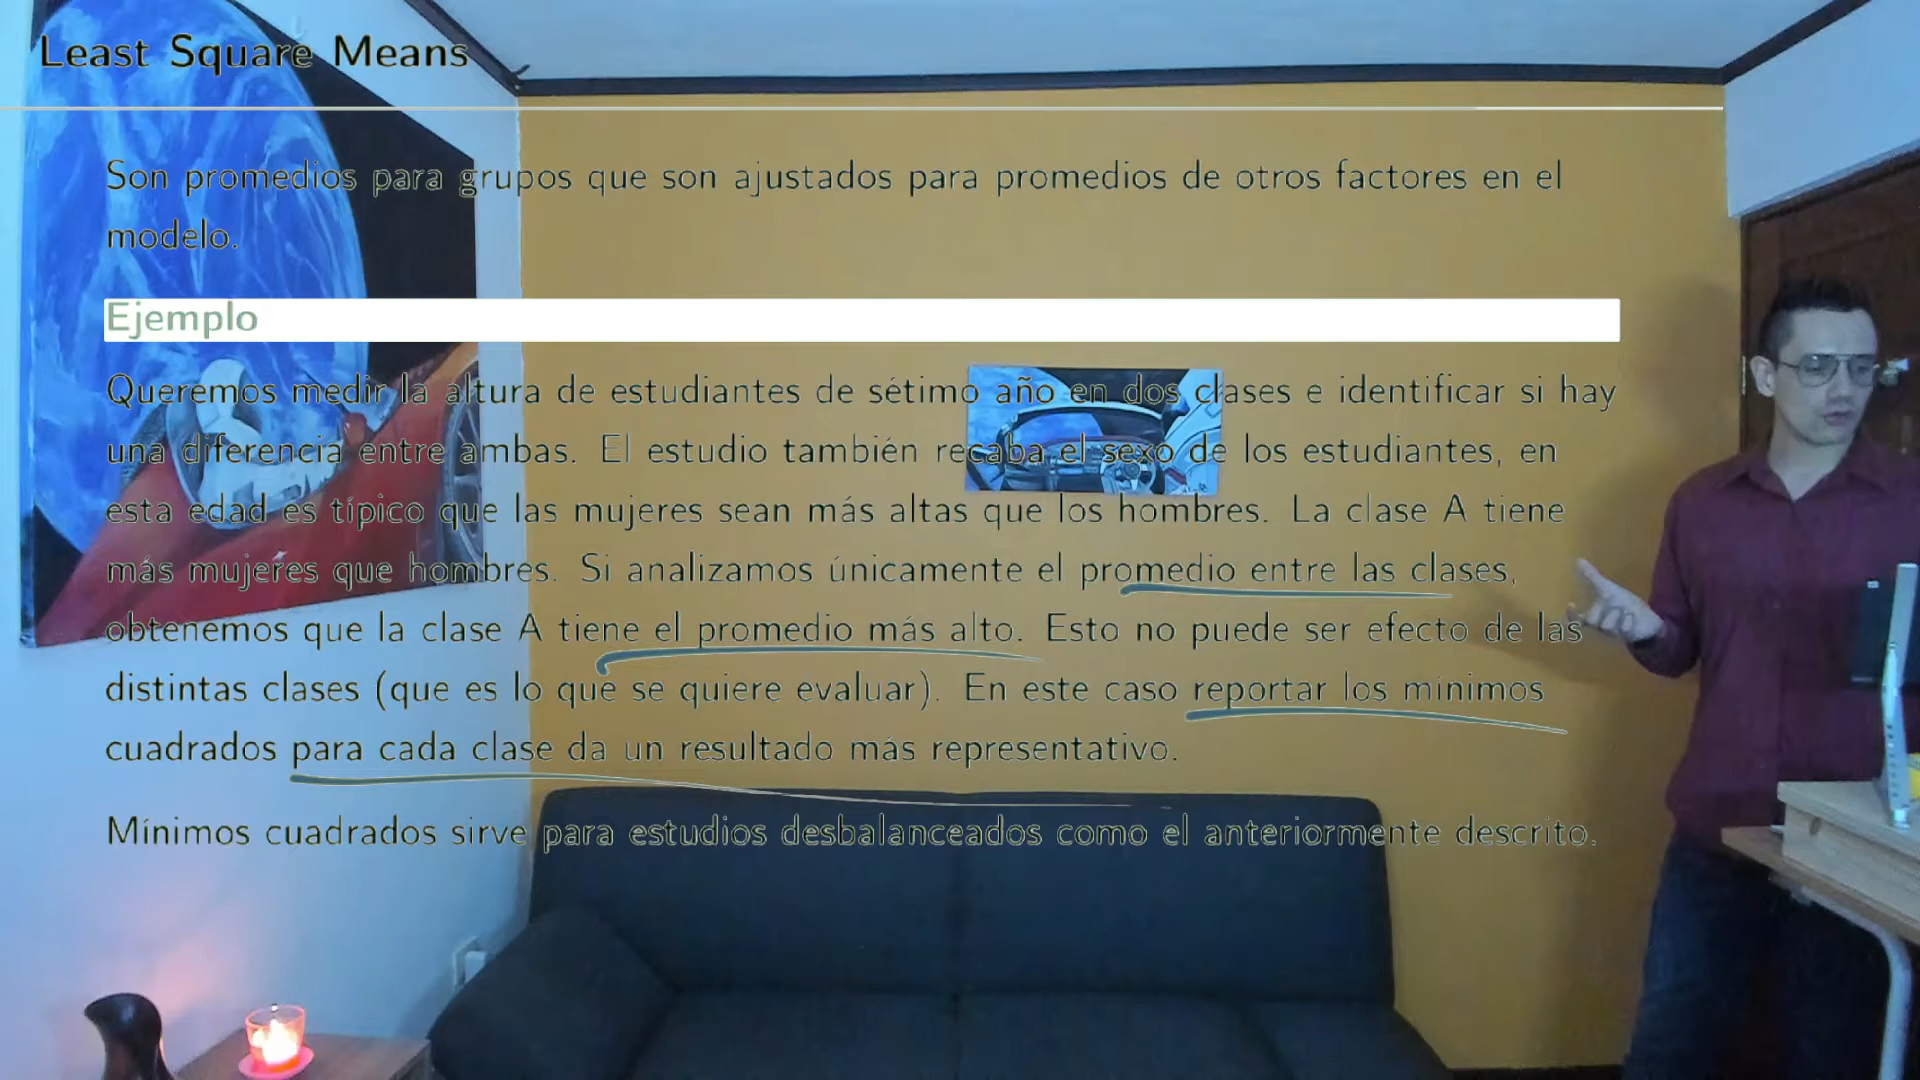 Least Square Means
Son promedios para grupos que son ajustados para promedios de otros factores en el
modelo.
Ejemplo
Queremos medir la altura de estudiantes de sétimo año en dos clases e identificar si hay
una diferencia entre ambas. El estudio también recaba el sexo de los estudiantes, en
esta edad es típico que las mujeres sean más altas que los hombres. La clase A tiene
más mujeres que hombres. Si analizamos únicamente el promedio entre las clases,
obtenemos que la clase A tiene el promedio más alto. Esto no puede ser efecto de las
distintas clases (que es lo que se quiere evaluar). En este caso reportar los mínimos
cuadrados para cada clase da un resultado más representativo.
Mínimos cuadrados sirve para estudios desbalanceados como el anteriormente descrito.